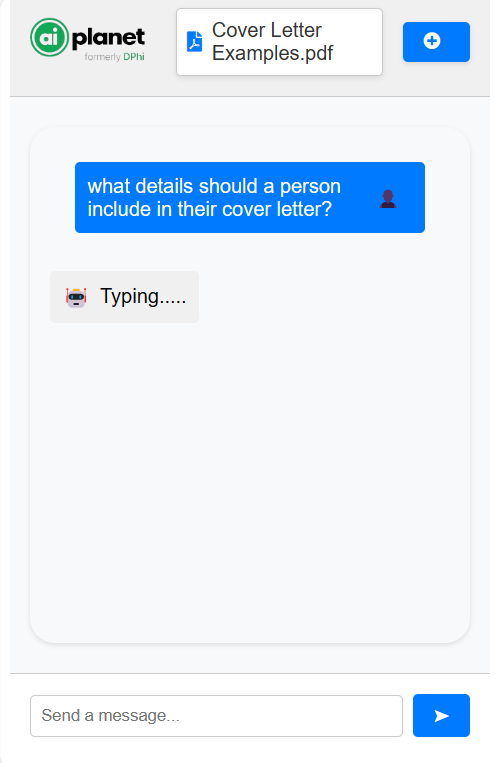 ai planet
formerly DPhi
Cover Letter
Examples.pdf
what details should a person
include in their cover letter?
Typing.....
Send a message...